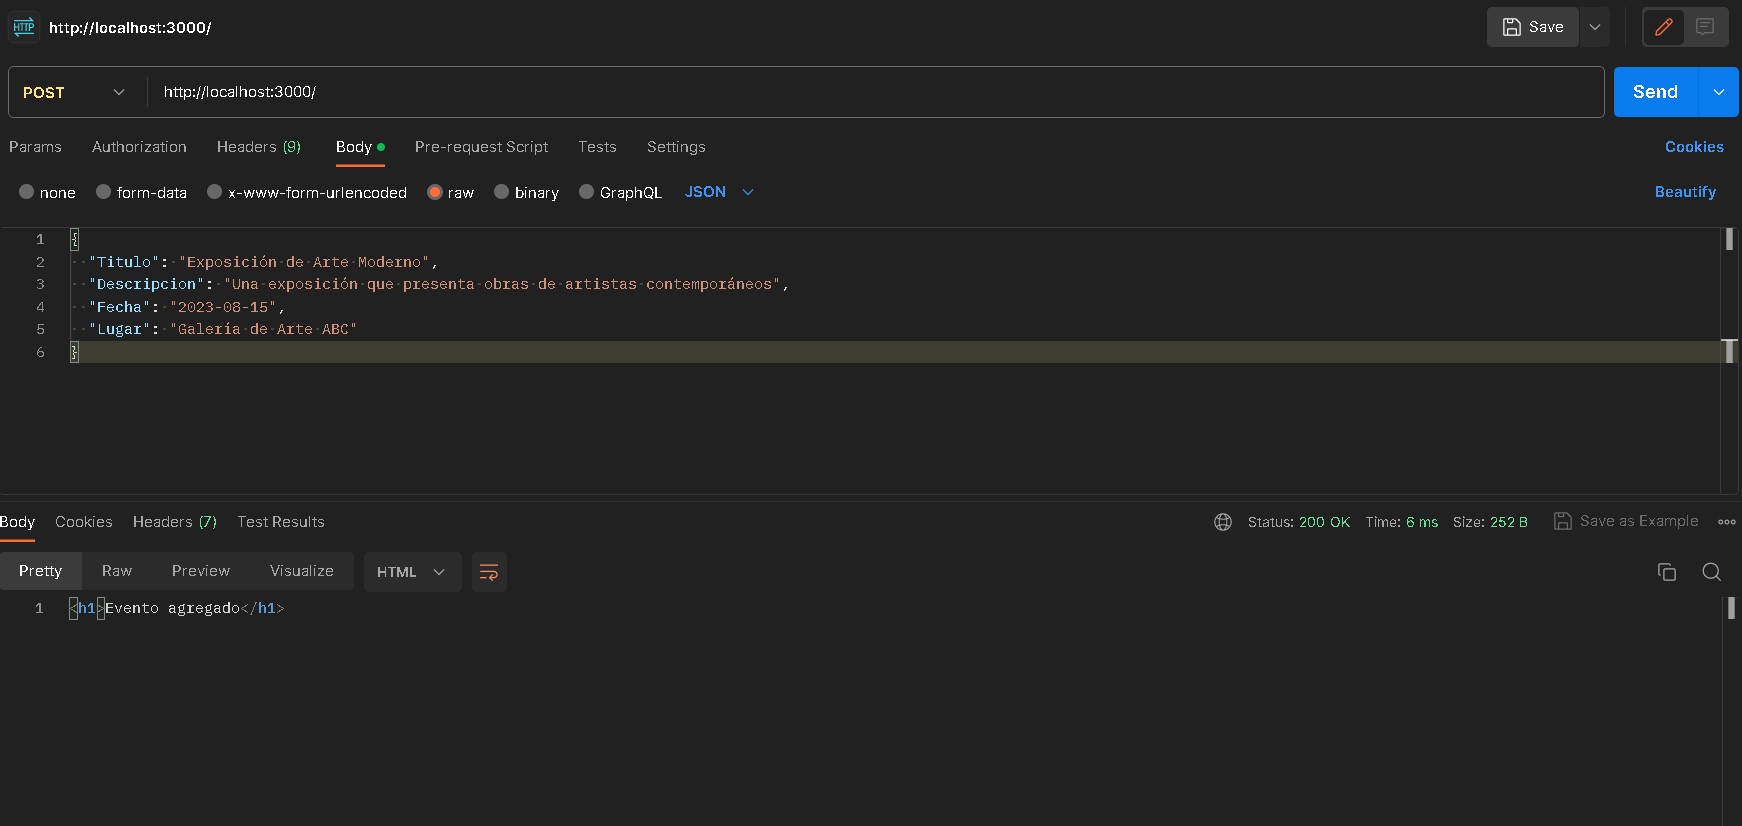 HTTP http://localhost:3000/ Save
POST http://localhost:3000/ Send
Params Authorization Headers (9) Body Pre-request Script Tests Settings Cookies
none form-data x-www-form-urlencoded raw binary GraphQL JSON Beautify
1 {
2 "Titulo": "Exposición de Arte Moderno",
3 "Descripcion": "Una exposición que presenta obras de artistas contemporáneos",
4 "Fecha": "2023-08-15",
5 "Lugar": "Galería de Arte ABC"
6 }
Body Cookies Headers (7) Test Results Status: 200 OK Time: 6 ms Size: 252 B Save as Example
Pretty Raw Preview Visualize HTML
1 <h1>Evento agregado</h1>